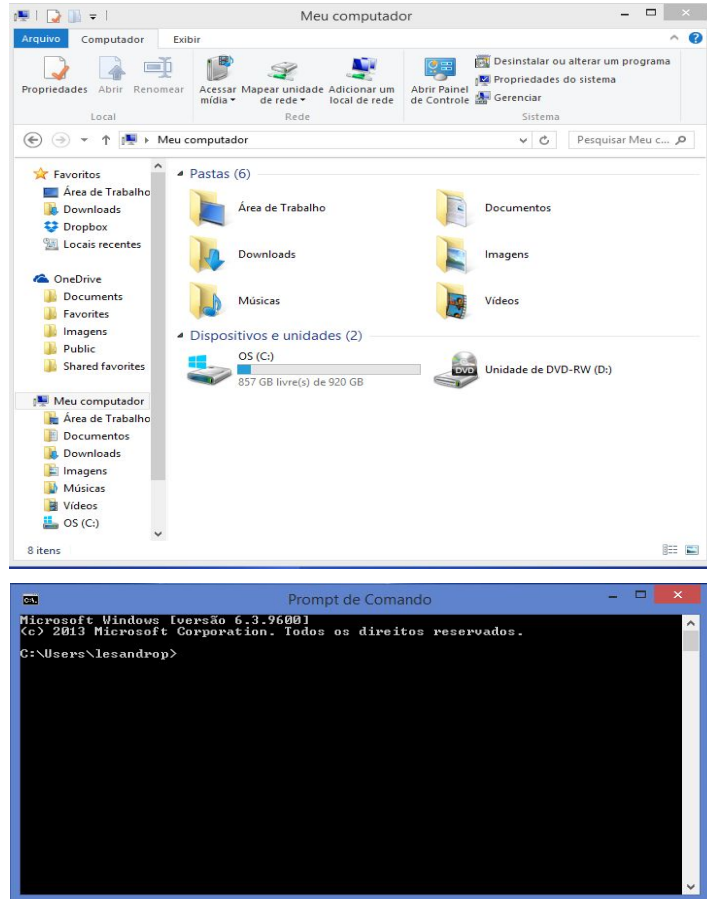 Meu computador
Arquivo Computador Exibir
Propriedades Abrir Renomear
Acessar mídia
Mapear unidade de rede
Adicionar um local de rede
Abrir Painel de Controle
Desinstalar ou alterar um programa
Propriedades do sistema
Gerenciar
Local Rede Sistema
Meu computador
Pesquisar Meu c...
Favoritos
Área de Trabalho
Downloads
Dropbox
Locais recentes
OneDrive
Documents
Favorites
Imagens
Public
Shared favorites
Meu computador
Área de Trabalho
Documentos
Downloads
Imagens
Músicas
Vídeos
OS (C:)
Pastas (6)
Área de Trabalho
Documentos
Downloads
Imagens
Músicas
Vídeos
Dispositivos e unidades (2)
OS (C:)
857 GB livre(s) de 920 GB
DVD
Unidade de DVD-RW (D:)
8 itens
C:\.
Prompt de Comando
Microsoft Windows [versão 6.3.9600]
(c) 2013 Microsoft Corporation. Todos os direitos reservados.
C:\Users\lesandrop>